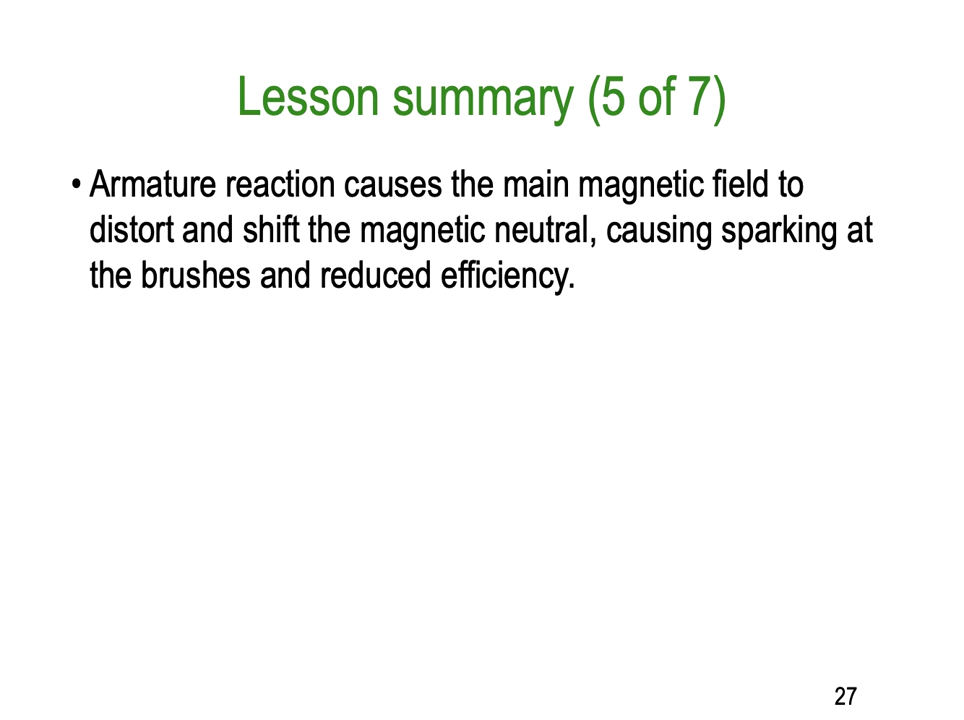 Lesson summary (5 of 7)
• Armature reaction causes the main magnetic field to
distort and shift the magnetic neutral, causing sparking at
the brushes and reduced efficiency.
27